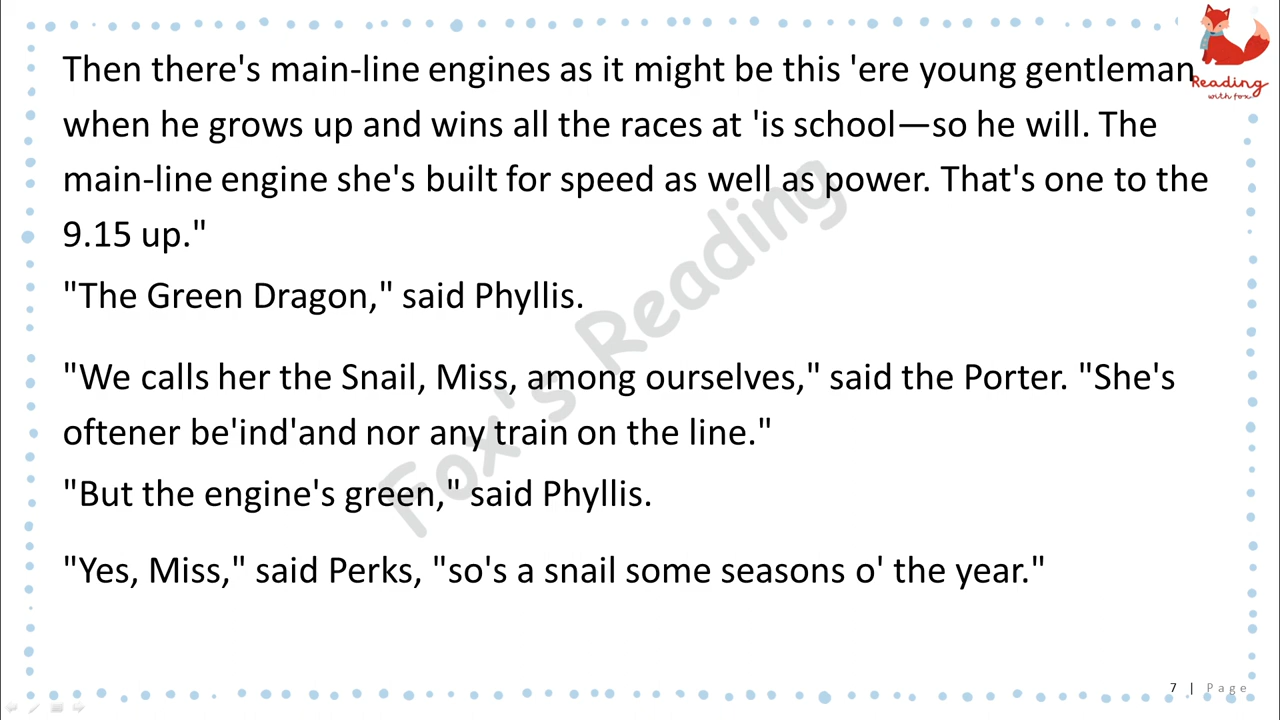 Then there's main-line engines as it might be this 'ere young gentleman
when he grows up and wins all the races at 'is school—so he will. The
main-line engine she's built for speed as well as power. That's one to the
9.15 up."
"The Green Dragon," said Phyllis.
"We calls her the Snail, Miss, among ourselves," said the Porter. "She's
oftener be'ind'and nor any train on the line."
"But the engine's green," said Phyllis.
"Yes, Miss," said Perks, "so's a snail some seasons o' the year."
Reading
with fox
Fox's Reading
7 | Page